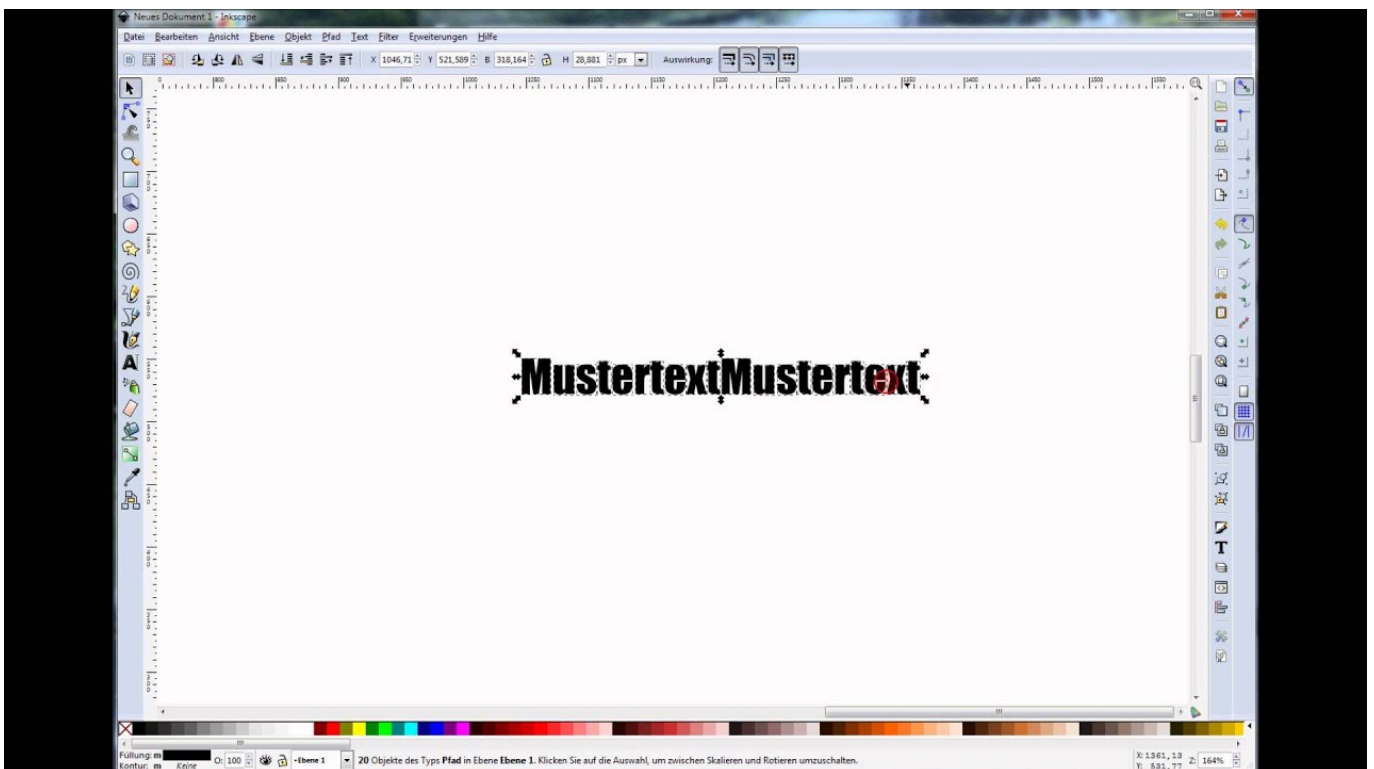 Neues Dokument 1 - Inkscape
Datei Bearbeiten Ansicht Ebene Objekt Pfad Text Filter Erweiterungen Hilfe
X 1046,71 Y 521,589 B 318,164 H 28,881 px Auswirkung:
MustertextMustertext
Füllung: m O: 100 -Ebene 1 20 Objekte des Typs Pfad in Ebene Ebene 1. Klicken Sie auf die Auswahl, um zwischen Skalieren und Rotieren umzuschalten. X: 1361,13 Z: 164%
Kontur: m Keine Y: 531,77